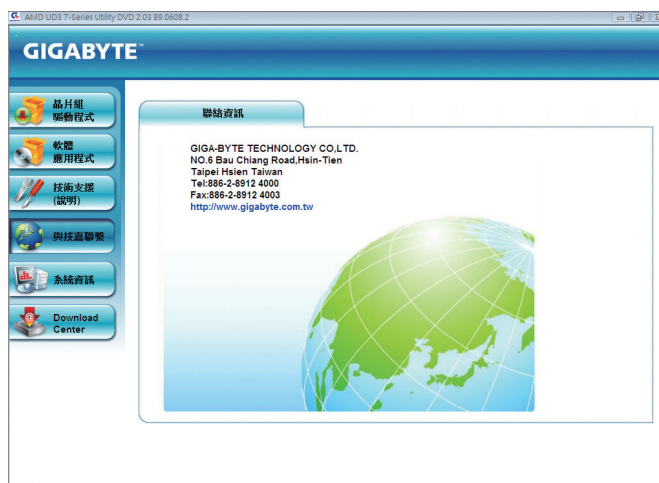 AMD UD3 7-Series Utility DVD 2.03 B9.0608.2
GIGABYTE™
晶片組
驅動程式
軟體
應用程式
技術支援
(說明)
與技嘉聯繫
系統資訊
Download
Center
聯絡資訊
GIGA-BYTE TECHNOLOGY CO,LTD.
NO.6 Bau Chiang Road,Hsin-Tien
Taipei Hsien Taiwan
Tel:886-2-8912 4000
Fax:886-2-8912 4003
http://www.gigabyte.com.tw